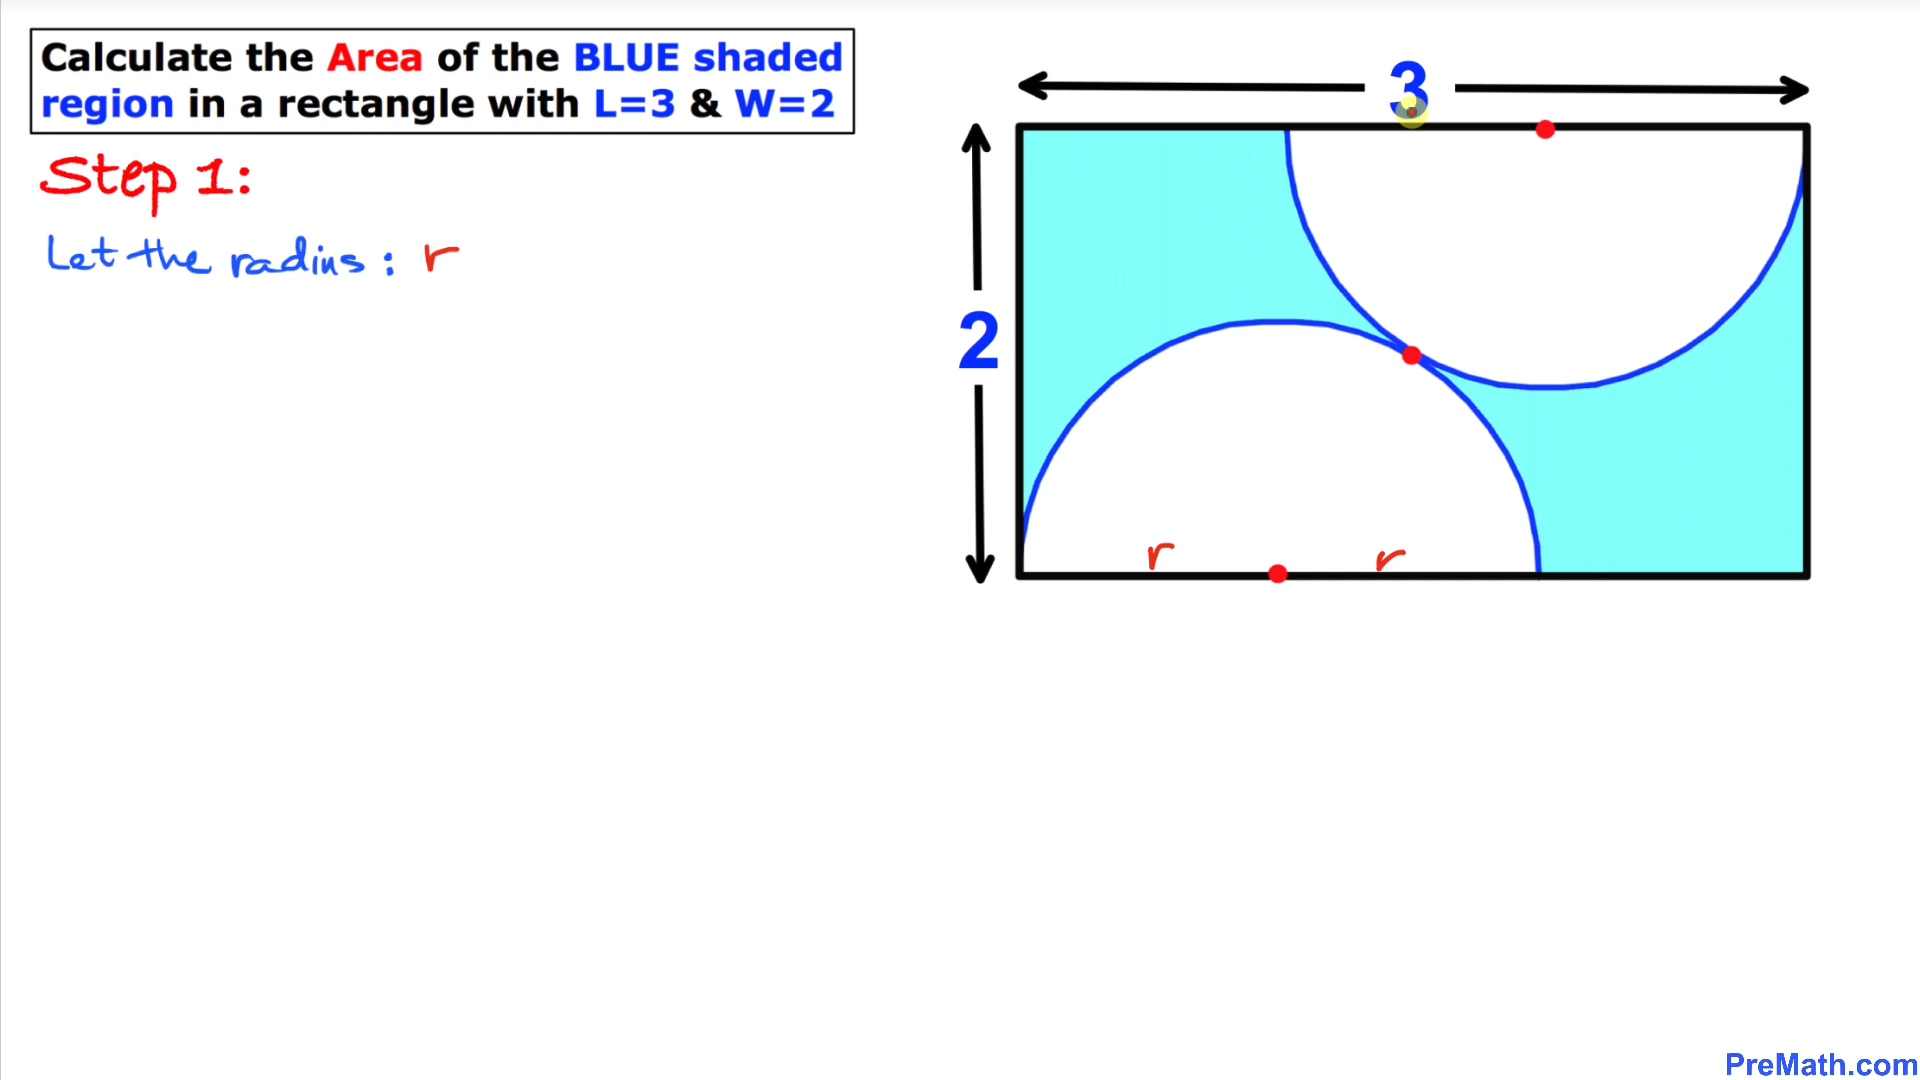 Calculate the Area of the BLUE shaded
region in a rectangle with L=3 & W=2
Step 1:
Let the radius: r
3
2
r r
PreMath.com